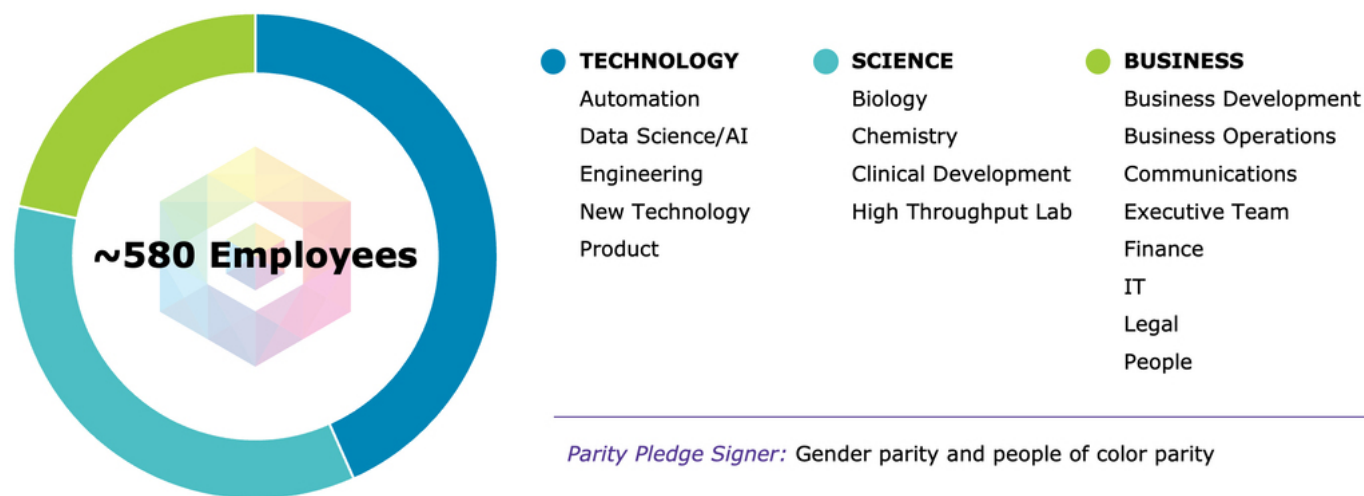 ~580 Employees
TECHNOLOGY
Automation
Data Science/AI
Engineering
New Technology
Product
SCIENCE
Biology
Chemistry
Clinical Development
High Throughput Lab
BUSINESS
Business Development
Business Operations
Communications
Executive Team
Finance
IT
Legal
People
Parity Pledge Signer: Gender parity and people of color parity